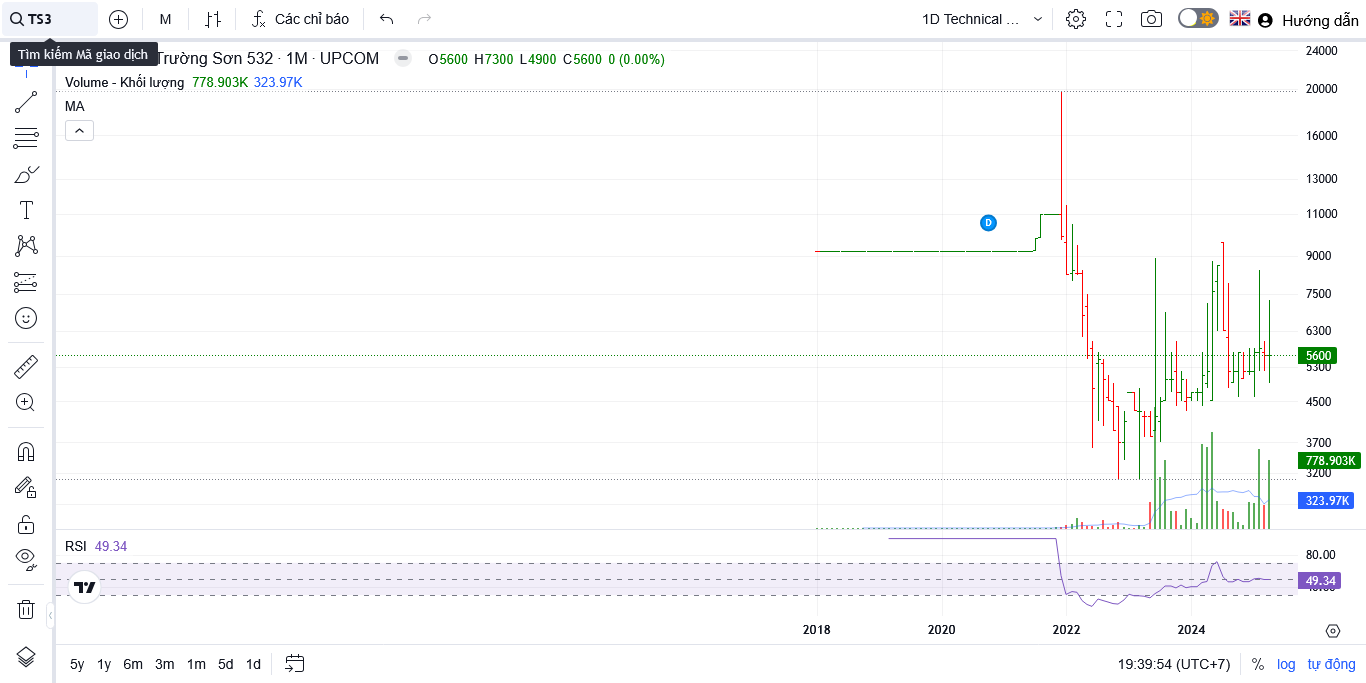 TS3
M
Các chỉ báo
1D Technical ...
Hướng dẫn
Tìm kiếm Mã giao dịch
Trường Sơn 532 · 1M · UPCOM
O5600 H7300 L4900 C5600 0 (0.00%)
Volume - Khối lượng 778.903K 323.97K
MA
D
24000
20000
16000
13000
11000
9000
7500
6300
5600
5300
4500
3700
778.903K
3200
323.97K
RSI 49.34
80.00
49.34
2018
2020
2022
2024
5y 1y 6m 3m 1m 5d 1d
19:39:54 (UTC+7)
% log tự động